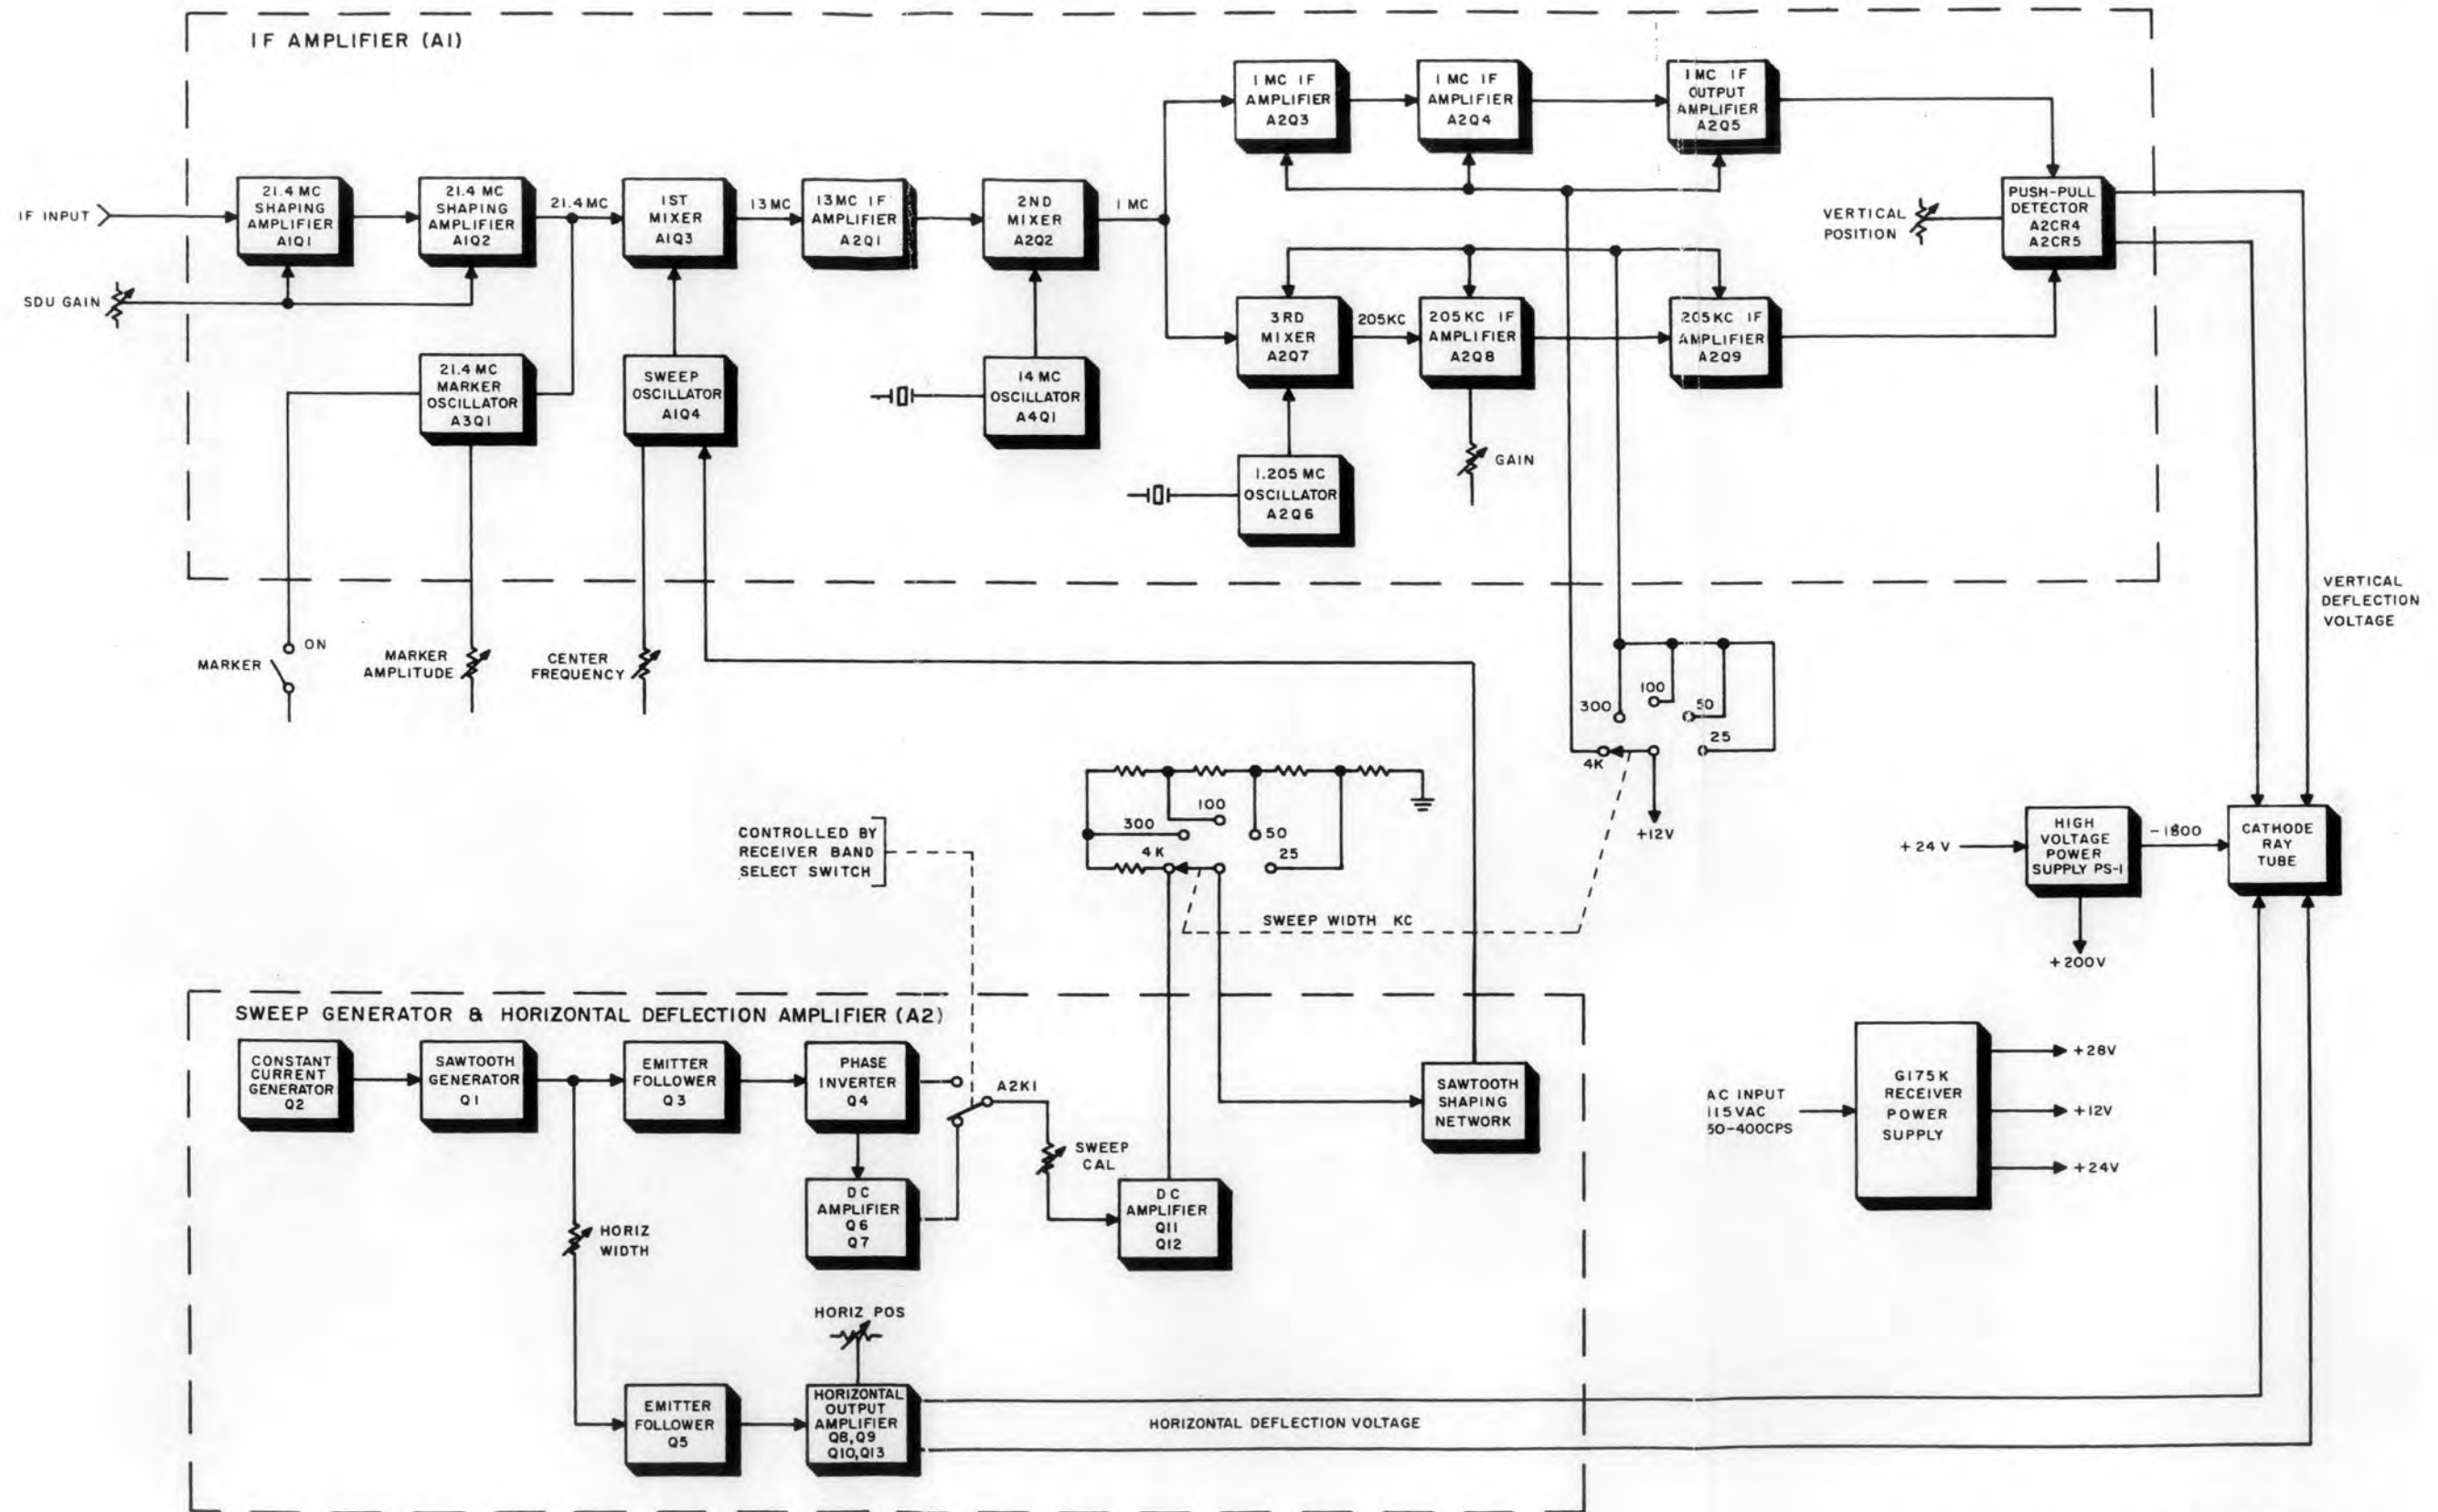 IF AMPLIFIER (A1)
1 MC IF
AMPLIFIER
A2Q3
1 MC IF
AMPLIFIER
A2Q4
1 MC IF
OUTPUT
AMPLIFIER
A2Q5
IF INPUT
21.4 MC
SHAPING
AMPLIFIER
A1Q1
21.4 MC
SHAPING
AMPLIFIER
A1Q2
21.4 MC
1ST
MIXER
A1Q3
13 MC
13MC IF
AMPLIFIER
A2Q1
2ND
MIXER
A2Q2
1 MC
VERTICAL
POSITION
PUSH-PULL
DETECTOR
A2CR4
A2CR5
SDU GAIN
3RD
MIXER
A2Q7
205KC
205KC IF
AMPLIFIER
A2Q8
205KC IF
AMPLIFIER
A2Q9
21.4 MC
MARKER
OSCILLATOR
A3Q1
SWEEP
OSCILLATOR
A1Q4
14 MC
OSCILLATOR
A4Q1
GAIN
1.205 MC
OSCILLATOR
A2Q6
VERTICAL
DEFLECTION
VOLTAGE
MARKER
ON
MARKER
AMPLITUDE
CENTER
FREQUENCY
300
100
50
25
4K
+12V
CONTROLLED BY
RECEIVER BAND
SELECT SWITCH
300
100
50
4K
25
SWEEP WIDTH KC
+24V
HIGH
VOLTAGE
POWER
SUPPLY PS-1
-1800
CATHODE
RAY
TUBE
+200V
SWEEP GENERATOR & HORIZONTAL DEFLECTION AMPLIFIER (A2)
CONSTANT
CURRENT
GENERATOR
Q2
SAWTOOTH
GENERATOR
Q1
EMITTER
FOLLOWER
Q3
PHASE
INVERTER
Q4
A2K1
SWEEP
CAL
SAWTOOTH
SHAPING
NETWORK
AC INPUT
115VAC
50-400CPS
G175K
RECEIVER
POWER
SUPPLY
+28V
+12V
+24V
HORIZ
WIDTH
DC
AMPLIFIER
Q6
Q7
DC
AMPLIFIER
Q11
Q12
HORIZ POS
EMITTER
FOLLOWER
Q5
HORIZONTAL
OUTPUT
AMPLIFIER
Q8,Q9
Q10,Q13
HORIZONTAL DEFLECTION VOLTAGE